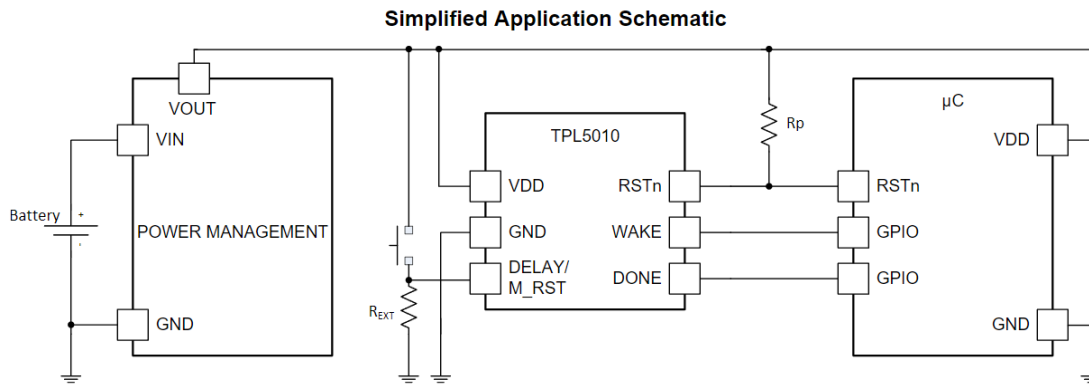 Simplified Application Schematic
VOUT
VIN
Battery
+
-
POWER MANAGEMENT
GND
TPL5010
VDD
GND
DELAY/
M_RST
REXT
RSTn
WAKE
DONE
Rp
µC
VDD
RSTn
GPIO
GPIO
GND